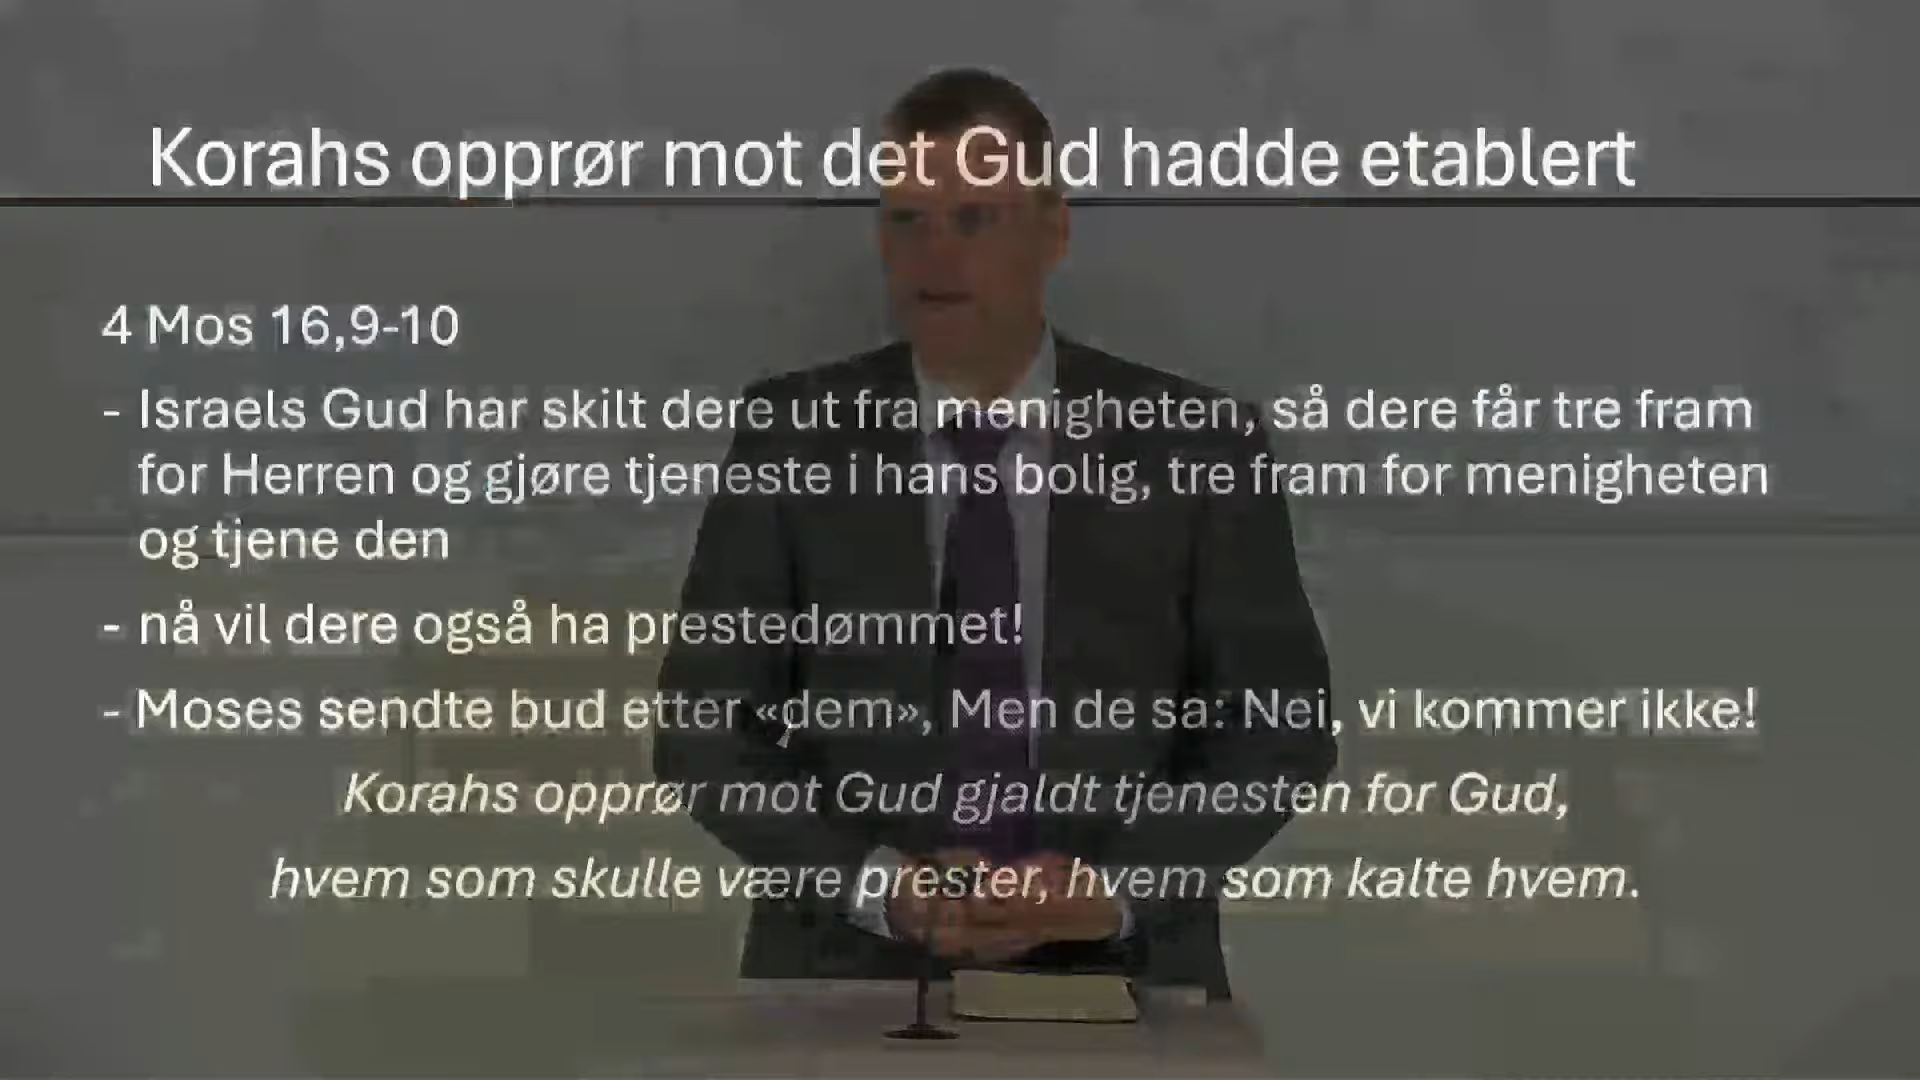 Korahs opprør mot det Gud hadde etablert
4 Mos 16,9-10
- Israels Gud har skilt dere ut fra menigheten, så dere får tre fram
for Herren og gjøre tjeneste i hans bolig, tre fram for menigheten
og tjene den
- nå vil dere også ha prestedømmet!
- Moses sendte bud etter «dem», Men de sa: Nei, vi kommer ikke!
Korahs opprør mot Gud gjaldt tjenesten for Gud,
hvem som skulle være prester, hvem som kalte hvem.